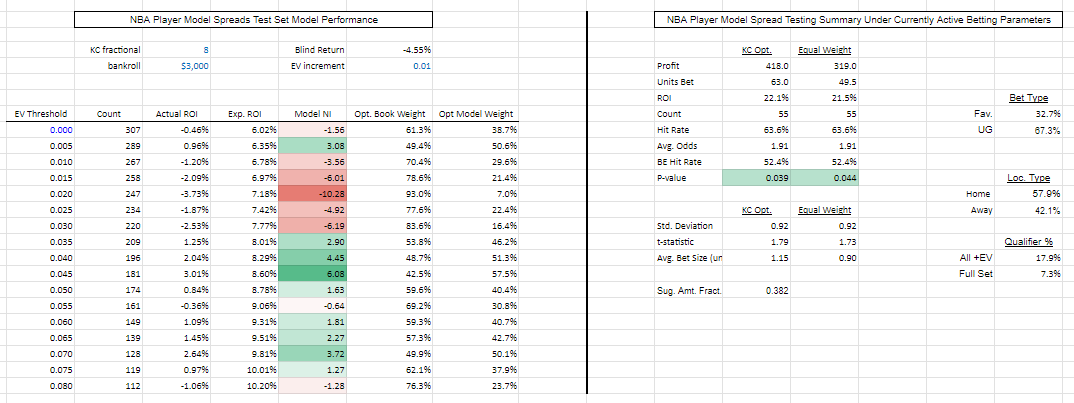 NBA Player Model Spreads Test Set Model Performance
KC fractional 8 Blind Return -4.55%
bankroll $3,000 EV increment 0.01
EV Threshold Count Actual ROI Exp. ROI Model NI Opt. Book Weight Opt Model Weight
0.000 307 -0.46% 6.02% -1.56 61.3% 38.7%
0.005 289 0.96% 6.35% 3.08 49.4% 50.6%
0.010 267 -1.20% 6.78% -3.56 70.4% 29.6%
0.015 258 -2.09% 6.97% -6.01 78.6% 21.4%
0.020 247 -3.73% 7.18% -10.28 93.0% 7.0%
0.025 234 -1.87% 7.42% -4.92 77.6% 22.4%
0.030 220 -2.53% 7.77% -6.19 83.6% 16.4%
0.035 209 1.25% 8.01% 2.90 53.8% 46.2%
0.040 196 2.04% 8.29% 4.45 48.7% 51.3%
0.045 181 3.01% 8.60% 6.08 42.5% 57.5%
0.050 174 0.84% 8.78% 1.63 59.6% 40.4%
0.055 161 -0.36% 9.06% -0.64 69.2% 30.8%
0.060 149 1.09% 9.31% 1.81 59.3% 40.7%
0.065 139 1.45% 9.51% 2.27 57.3% 42.7%
0.070 128 2.64% 9.81% 3.72 49.9% 50.1%
0.075 119 0.97% 10.01% 1.27 62.1% 37.9%
0.080 112 -1.06% 10.20% -1.28 76.3% 23.7%
NBA Player Model Spread Testing Summary Under Currently Active Betting Parameters
KC Opt. Equal Weight
Profit 418.0 319.0
Units Bet 63.0 49.5
ROI 22.1% 21.5%
Count 55 55
Hit Rate 63.6% 63.6%
Avg. Odds 1.91 1.91
BE Hit Rate 52.4% 52.4%
P-value 0.039 0.044
KC Opt. Equal Weight
Std. Deviation 0.92 0.92
t-statistic 1.79 1.73
Avg. Bet Size (ur 1.15 0.90
Sug. Amt. Fract. 0.382
Bet Type
Fav. 32.7%
UG 67.3%
Loc. Type
Home 57.9%
Away 42.1%
Qualifier %
All +EV 17.9%
Full Set 7.3%